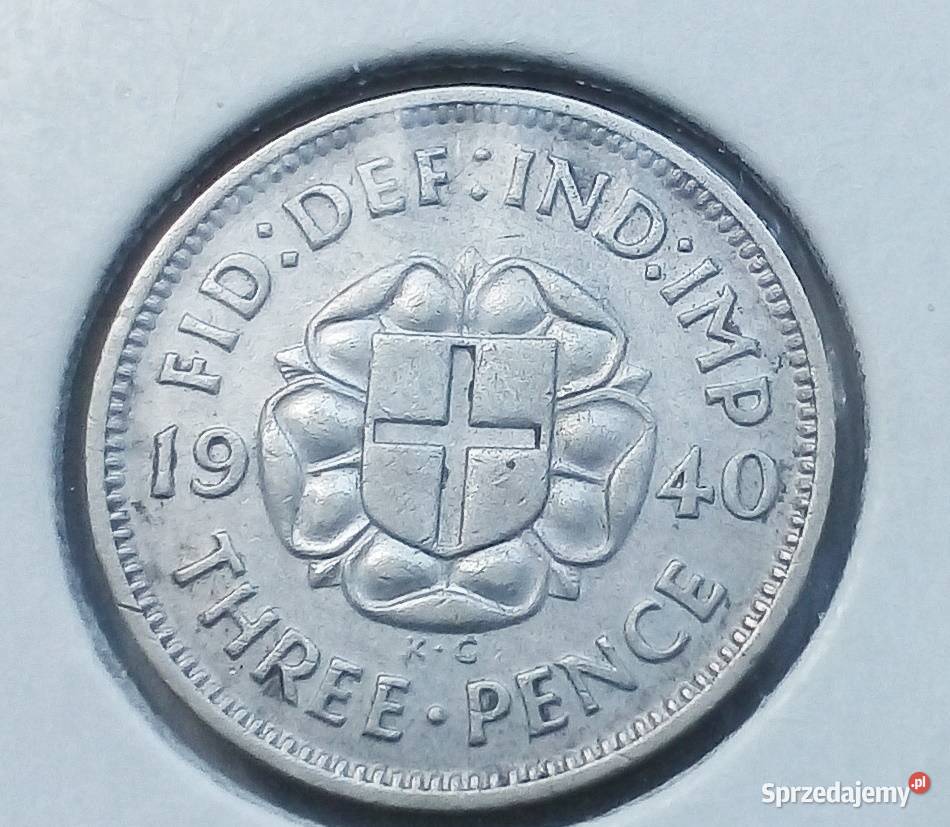 FID: DEF: IND: IMP
19 40
THREE · PENCE
K·G
Sprzedajemy.pl